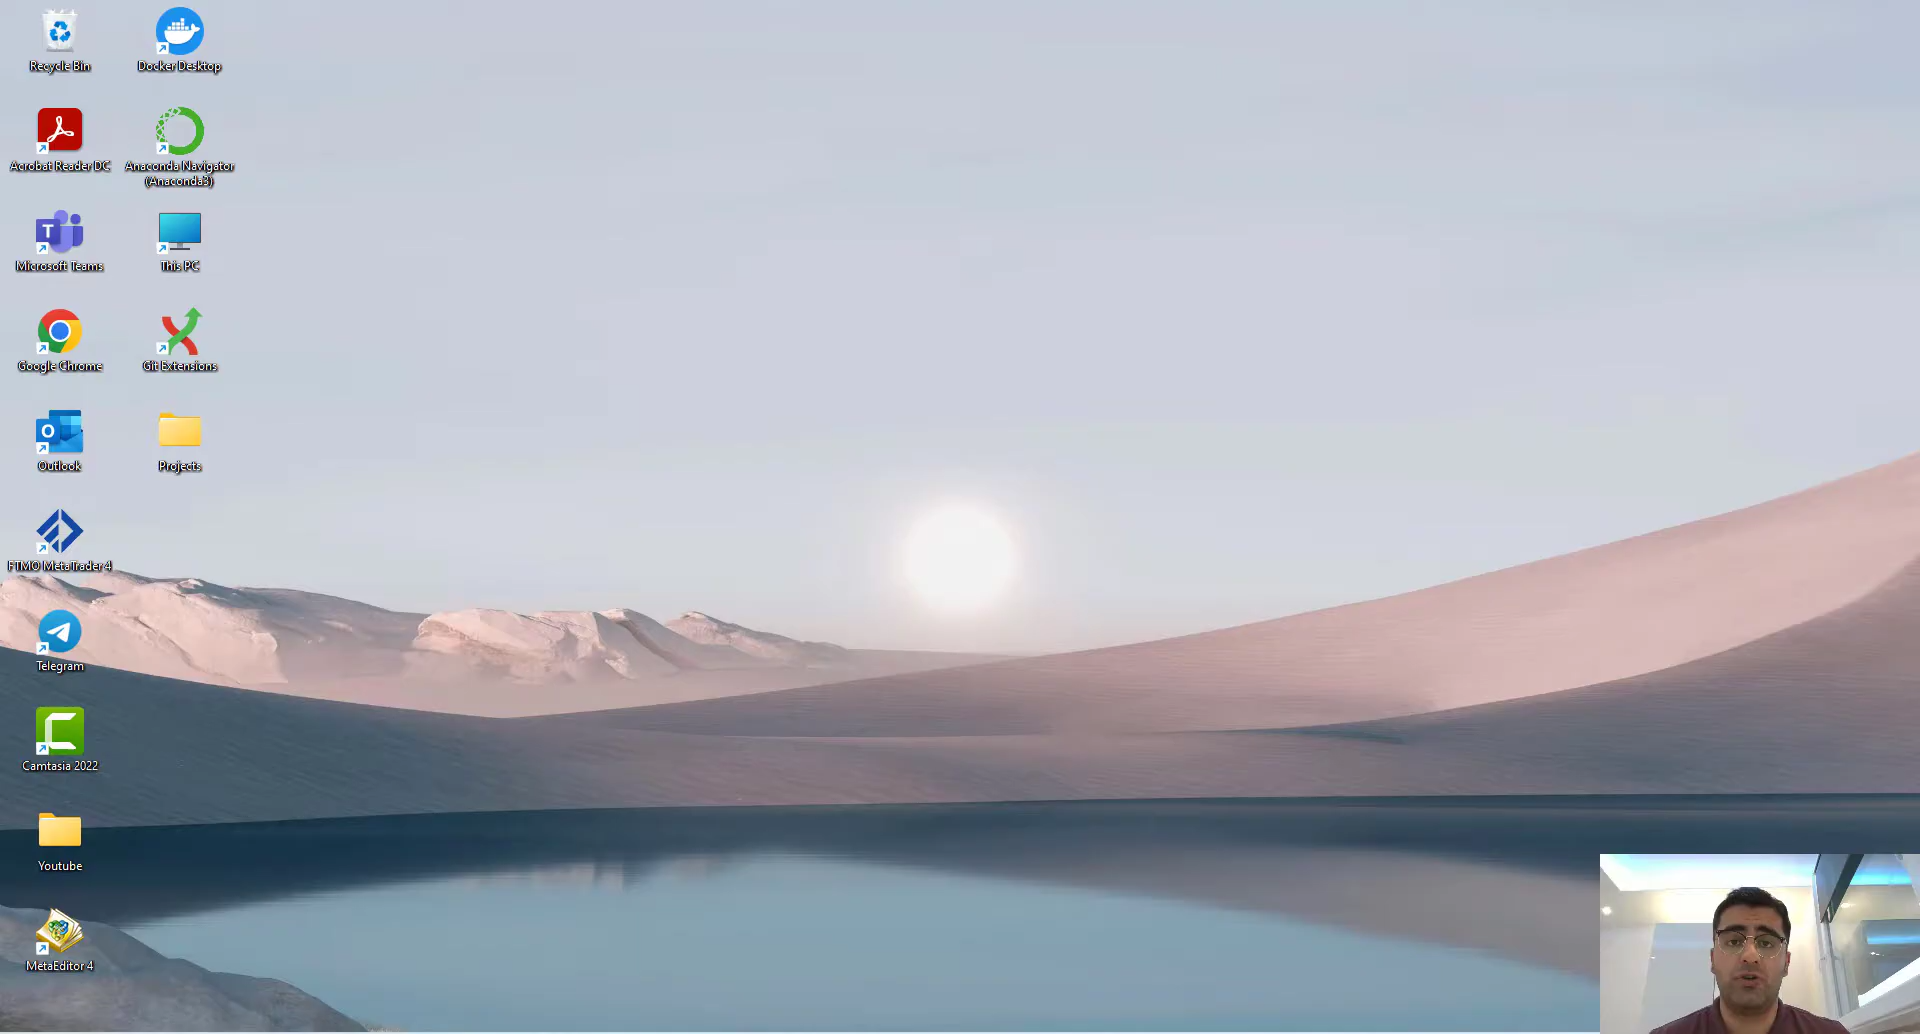 Recycle Bin
Docker Desktop
Acrobat Reader DC
Anaconda Navigator
(Anaconda3)
T
Microsoft Teams
This PC
Google Chrome
Git Extensions
O
Outlook
Projects
FTMO MetaTrader 4
Telegram
Camtasia 2022
Youtube
MetaEditor 4